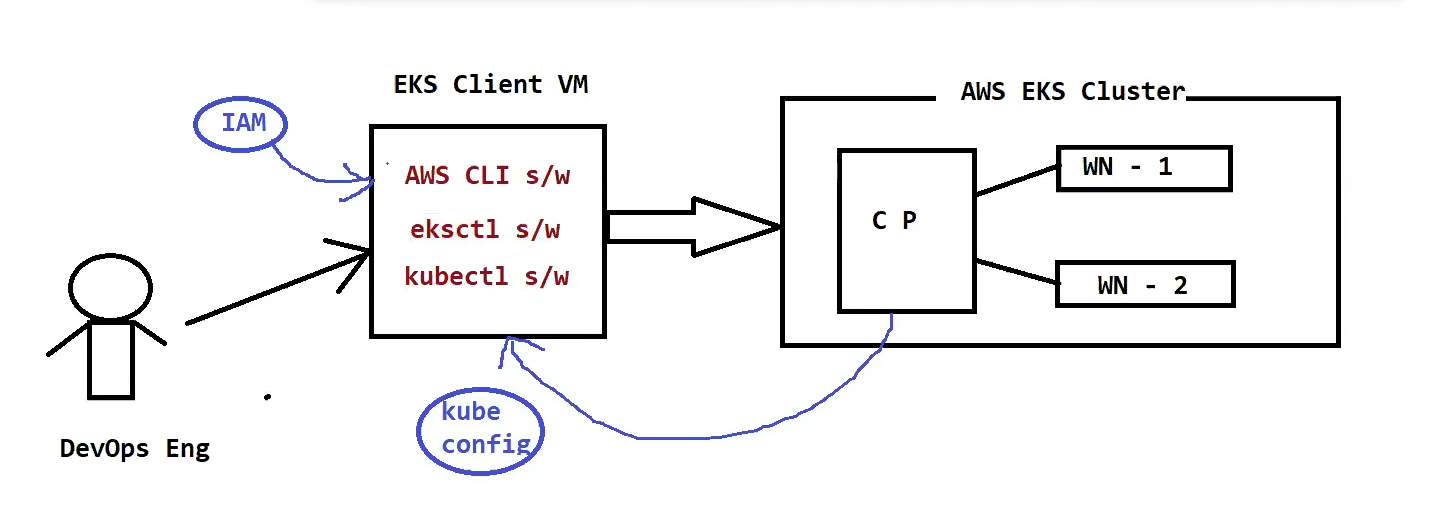 EKS Client VM
AWS EKS Cluster
IAM
AWS CLI s/w
eksctl s/w
kubectl s/w
C P
WN - 1
WN - 2
kube
config
DevOps Eng